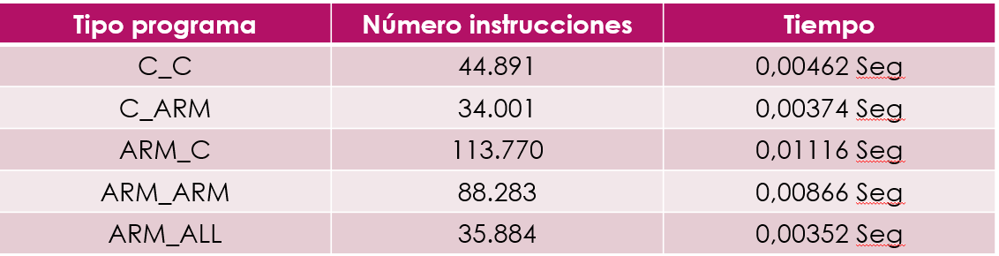 Tipo programa Número instrucciones Tiempo
C_C 44.891 0,00462 Seg
C_ARM 34.001 0,00374 Seg
ARM_C 113.770 0,01116 Seg
ARM_ARM 88.283 0,00866 Seg
ARM_ALL 35.884 0,00352 Seg